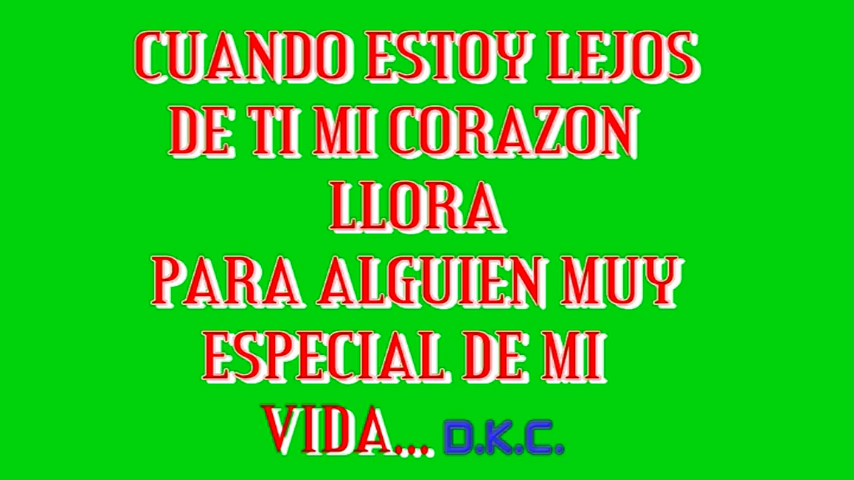 CUANDO ESTOY LEJOS
DE TI MI CORAZON
LLORA
PARA ALGUIEN MUY
ESPECIAL DE MI
VIDA... D.K.C.